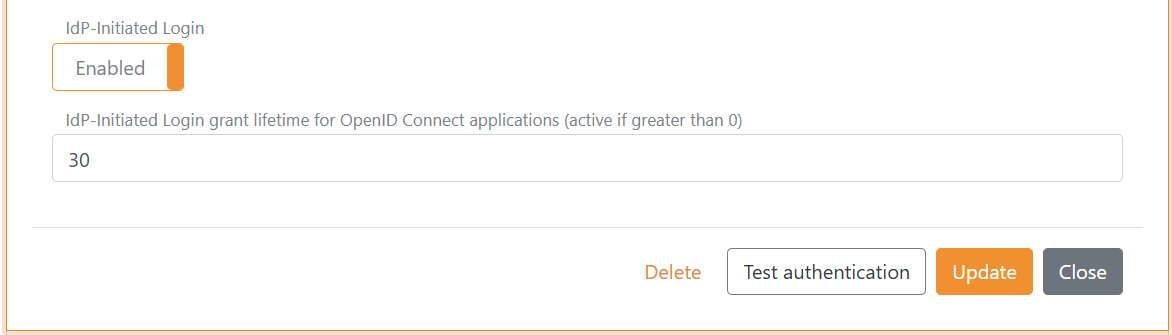 IdP-Initiated Login
Enabled
IdP-Initiated Login grant lifetime for OpenID Connect applications (active if greater than 0)
30
Delete Test authentication Update Close